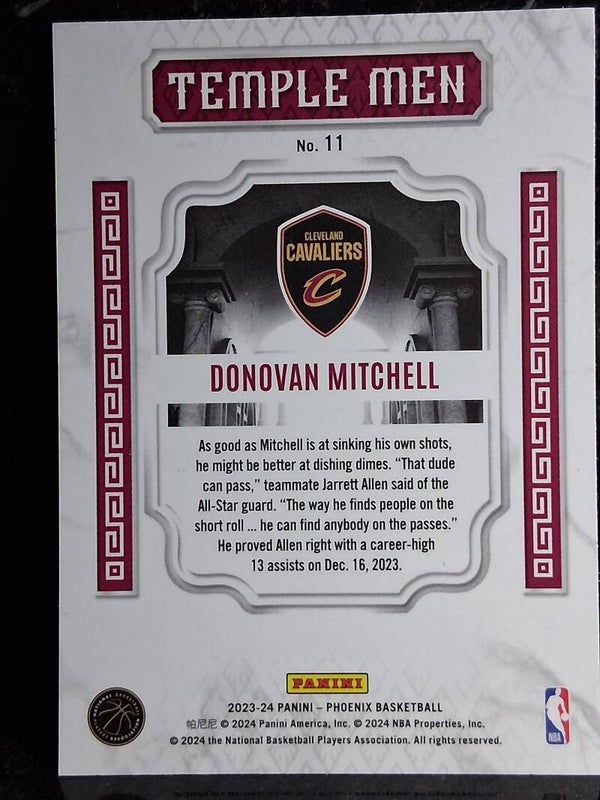 TEMPLE MEN
No. 11
CLEVELAND
CAVALIERS
C
DONOVAN MITCHELL
As good as Mitchell is at sinking his own shots,
he might be better at dishing dimes. “That dude
can pass,” teammate Jarrett Allen said of the
All-Star guard. “The way he finds people on the
short roll ... he can find anybody on the passes.”
He proved Allen right with a career-high
13 assists on Dec. 16, 2023.
PANINI
2023-24 PANINI – PHOENIX BASKETBALL
帕尼尼 © 2024 Panini America, Inc. © 2024 NBA Properties, Inc.
© 2024 the National Basketball Players Association. All rights reserved.
NBA